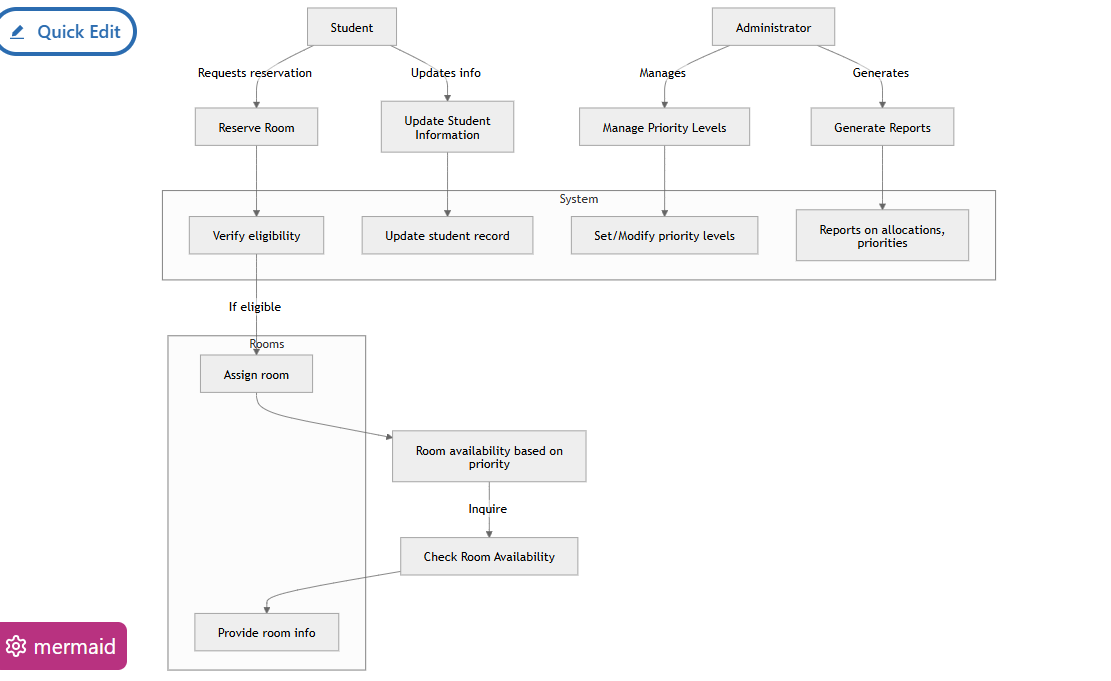 Quick Edit
Student
Administrator
Requests reservation
Updates info
Manages
Generates
Reserve Room
Update Student
Information
Manage Priority Levels
Generate Reports
System
Verify eligibility
Update student record
Set/Modify priority levels
Reports on allocations,
priorities
If eligible
Rooms
Assign room
Room availability based on
priority
Inquire
Check Room Availability
Provide room info
mermaid